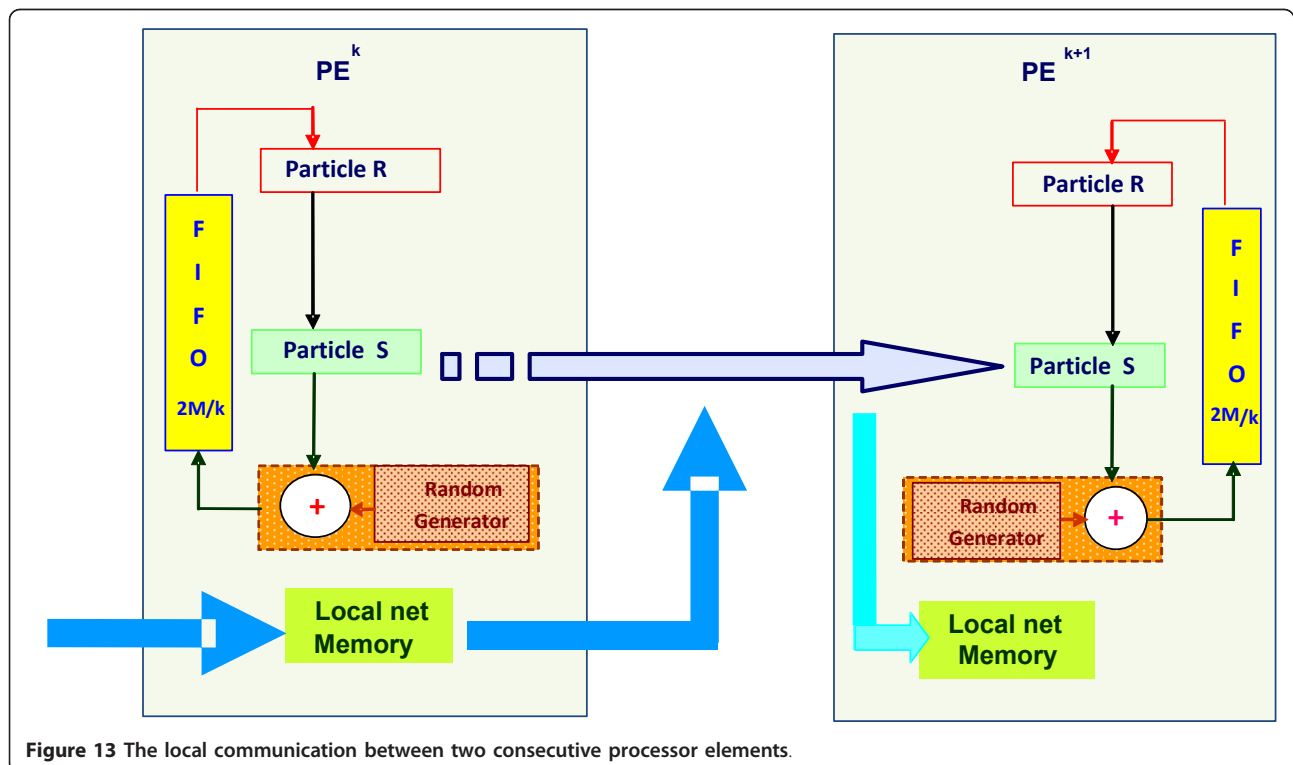 PE k
Particle R
F
I
F
O
2M/k
Particle S
+
Random
Generator
Local net
Memory
PE k+1
Particle R
F
I
F
O
2M/k
Particle S
Random
Generator
+
Local net
Memory
Figure 13 The local communication between two consecutive processor elements.